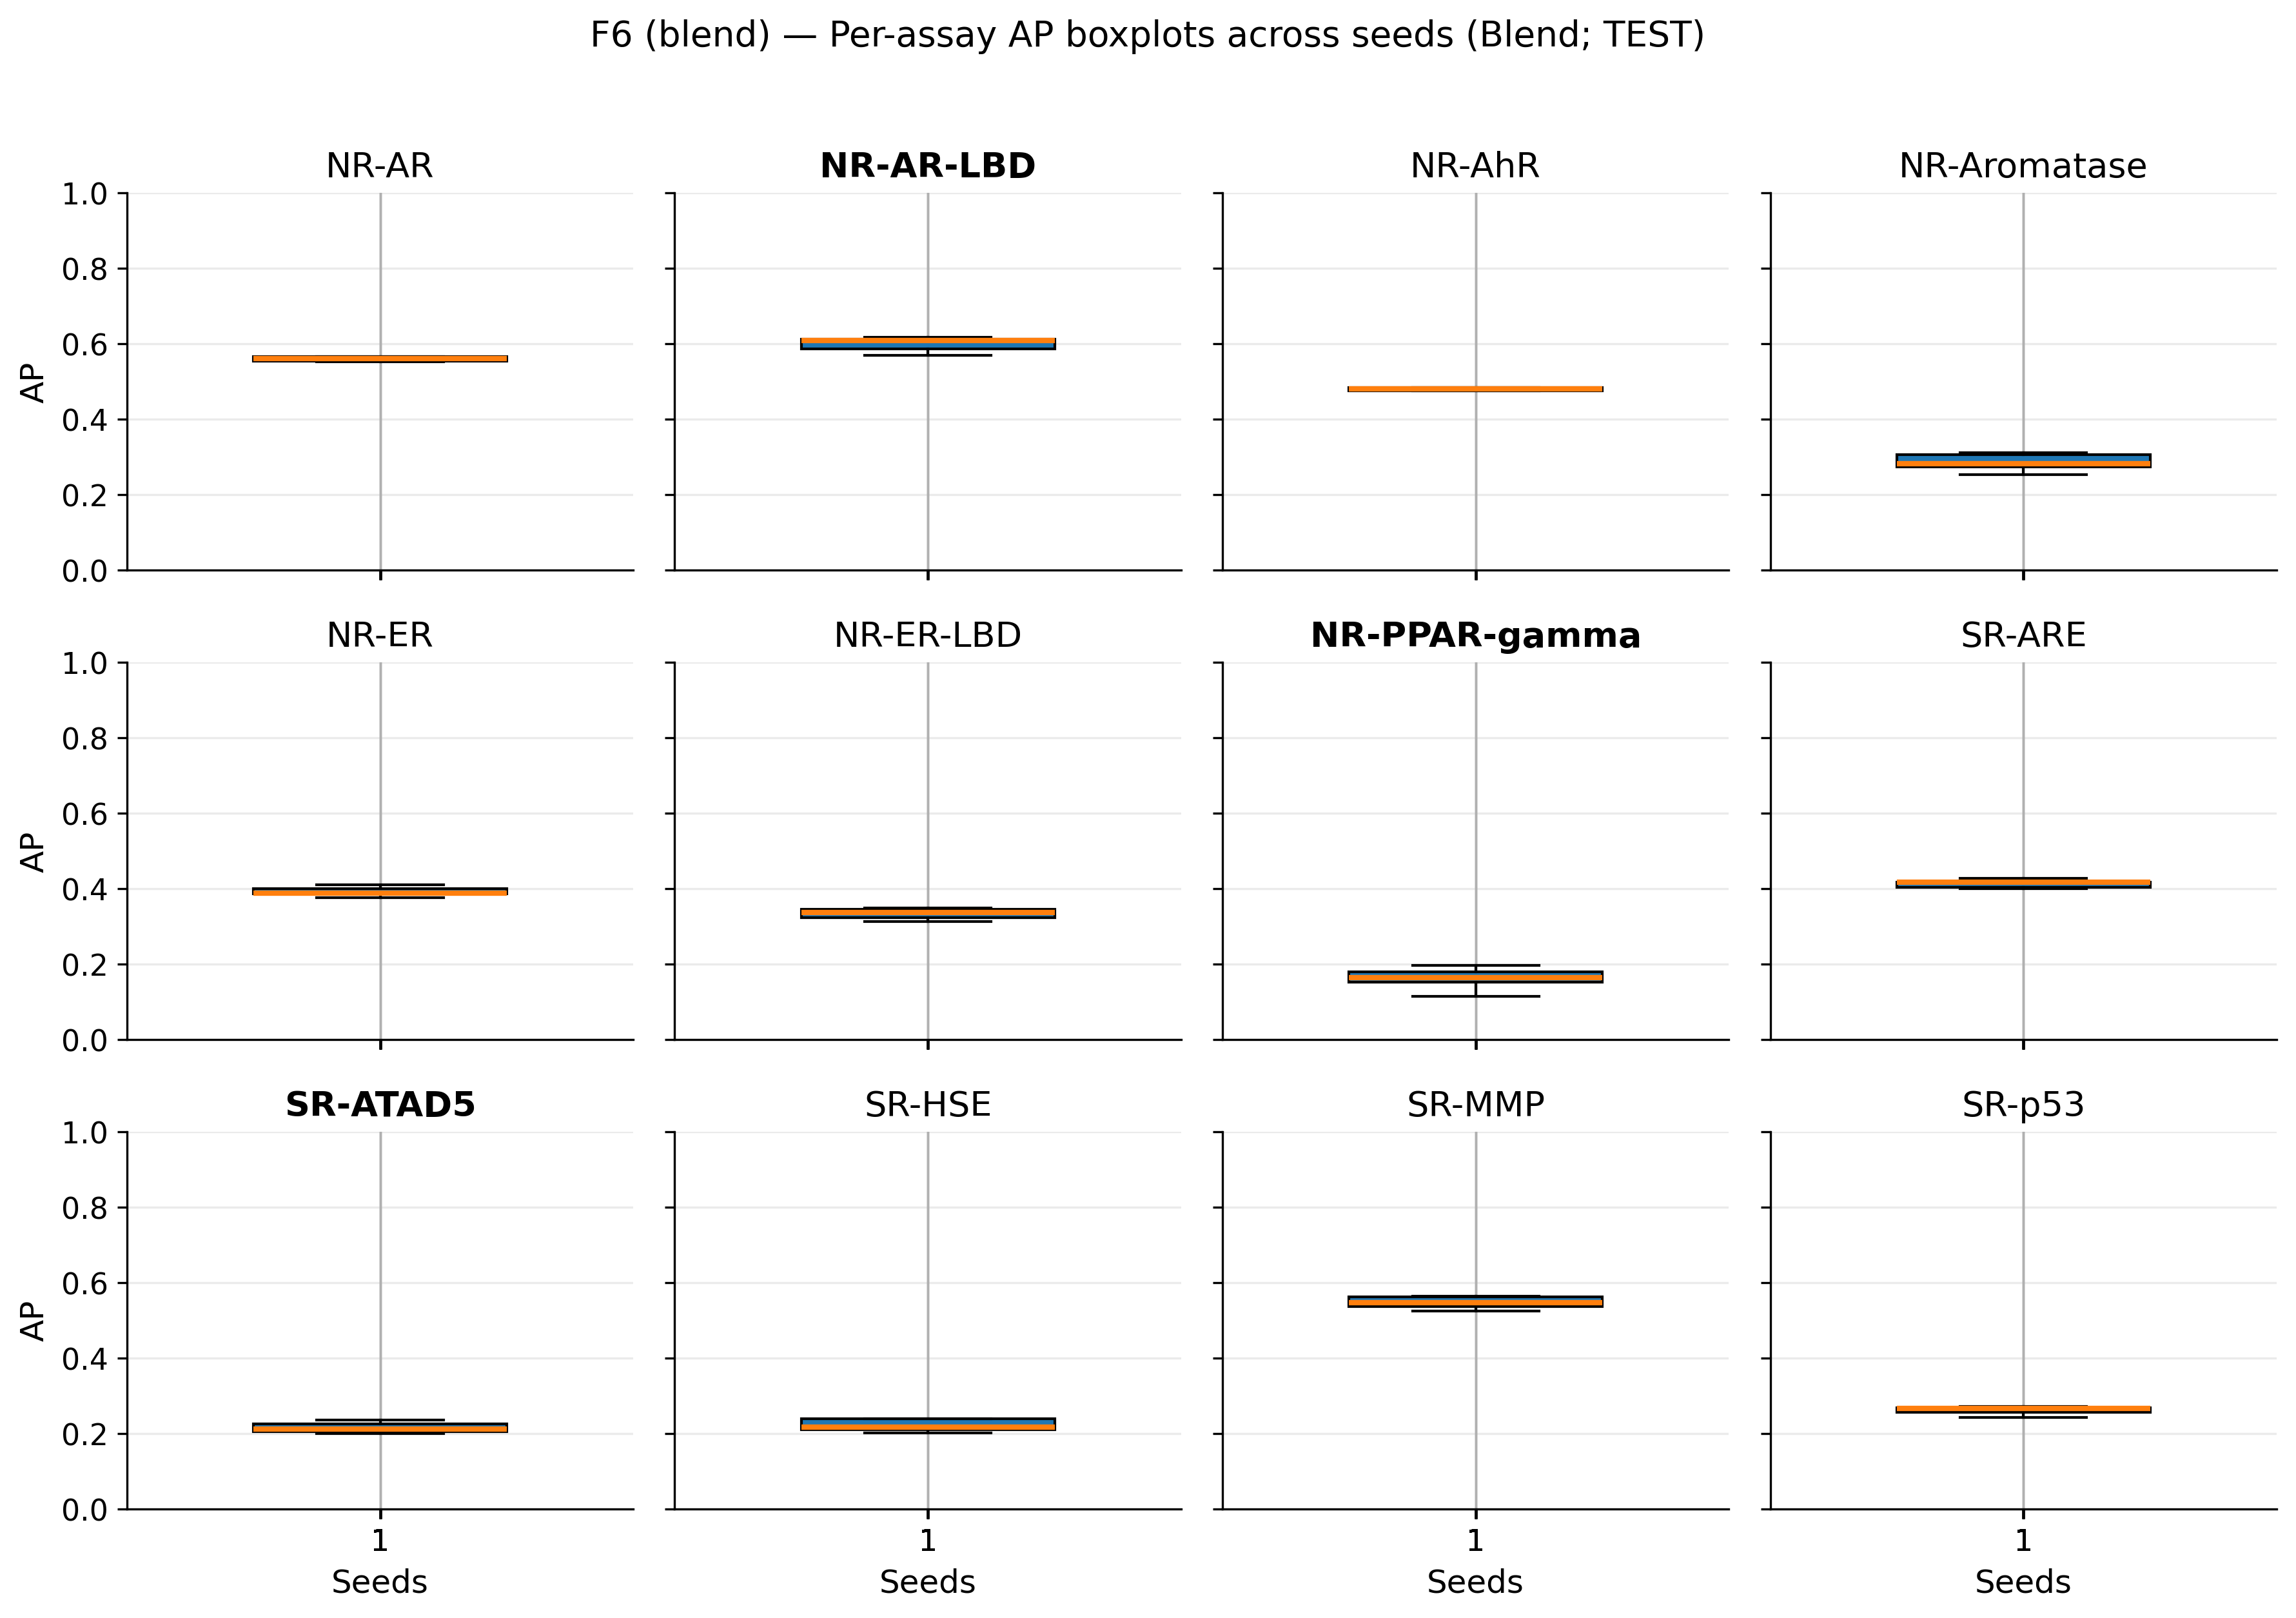 F6 (blend) — Per-assay AP boxplots across seeds (Blend; TEST)
NR-AR
NR-AR-LBD
NR-AhR
NR-Aromatase
1.0
0.8
0.6
0.4
0.2
0.0
AP
NR-ER
NR-ER-LBD
NR-PPAR-gamma
SR-ARE
1.0
0.8
0.6
0.4
0.2
0.0
AP
SR-ATAD5
SR-HSE
SR-MMP
SR-p53
1.0
0.8
0.6
0.4
0.2
0.0
AP
1
1
1
1
Seeds
Seeds
Seeds
Seeds